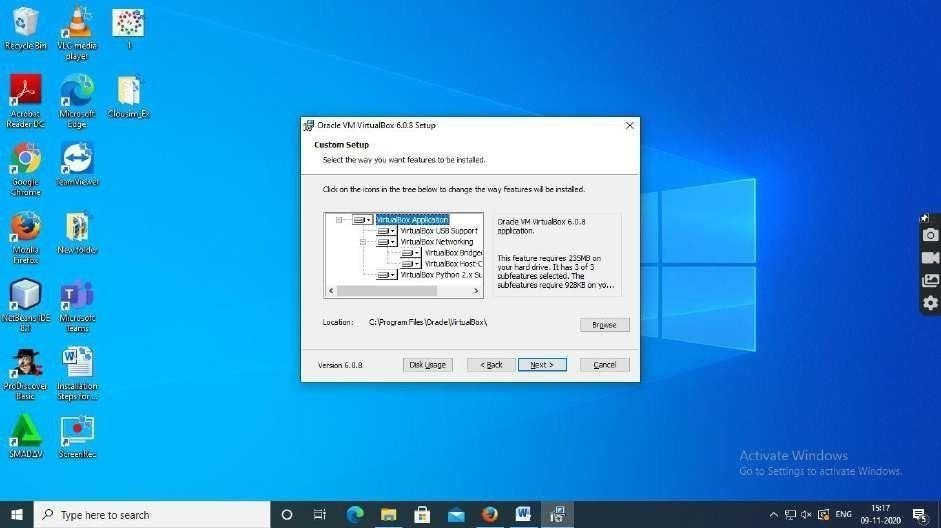 Recycle Bin
VLC media
player
1
Acrobat
Reader DC
Microsoft
Edge
Clousim_Ex
Google
Chrome
TeamViewer
Mozilla
Firefox
New folder
NetBeans IDE
8.1
Microsoft
Teams
ProDiscover
Basic
Installation
Steps for ...
SMADAV
ScreenRec
Oracle VM VirtualBox 6.0.8 Setup
Custom Setup
Select the way you want features to be installed.
Click on the icons in the tree below to change the way features will be installed.
VirtualBox Application
VirtualBox USB Support
VirtualBox Networking
VirtualBox Bridge
VirtualBox Host-C
VirtualBox Python 2.x Su
Oracle VM VirtualBox 6.0.8
application.
This feature requires 235MB on
your hard drive. It has 3 of 3
subfeatures selected. The
subfeatures require 928KB on yo...
Location: C:\Program Files\Oracle\VirtualBox\
Browse
Version 6.0.8
Disk Usage
< Back
Next >
Cancel
Activate Windows
Go to Settings to activate Windows.
Type here to search
ENG
15:17
09-11-2020
5